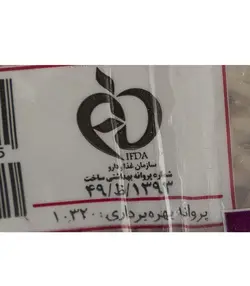 IFDA
سازمان غذا و دارو
شماره پروانه بهداشتی ساخت
۴۹/ظ/۱۳۹۳
پروانه بهره برداری: ۱۰۳۲۰